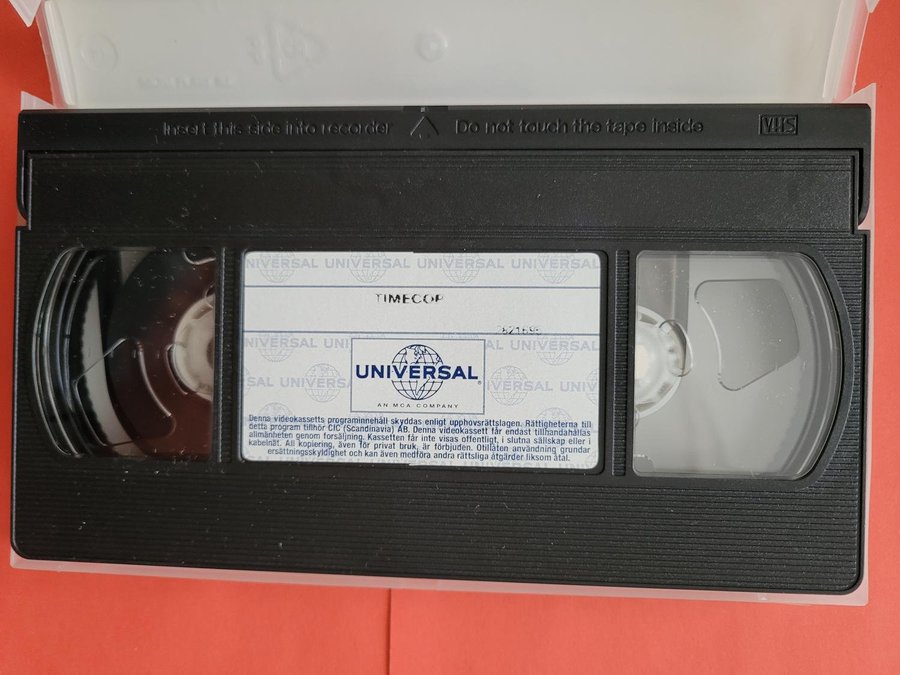 Insert this side into recorder Do not touch the tape inside VHS
NIVERSAL UNIVERSAL UNIVERSAL UNIVERSAL UNI
TIMECOP
UNIVERSAL
AN MCA COMPANY
Denna videokassetts programinnehåll skyddas enligt upphovsrättslagen. Rättigheterna till
detta program tillhör CIC (Scandinavia) AB. Denna videokassett får endast tillhandahållas
allmänheten genom forsäljning. Kassetten får inte visas offentligt, i slutna sällskap eller i
kabelnät. All kopiering, även för privat bruk, är förbjuden. Otillåten användning grundar
ersättningsskyldighet och kan även medföra andra rättsliga åtgärder liksom åtal.